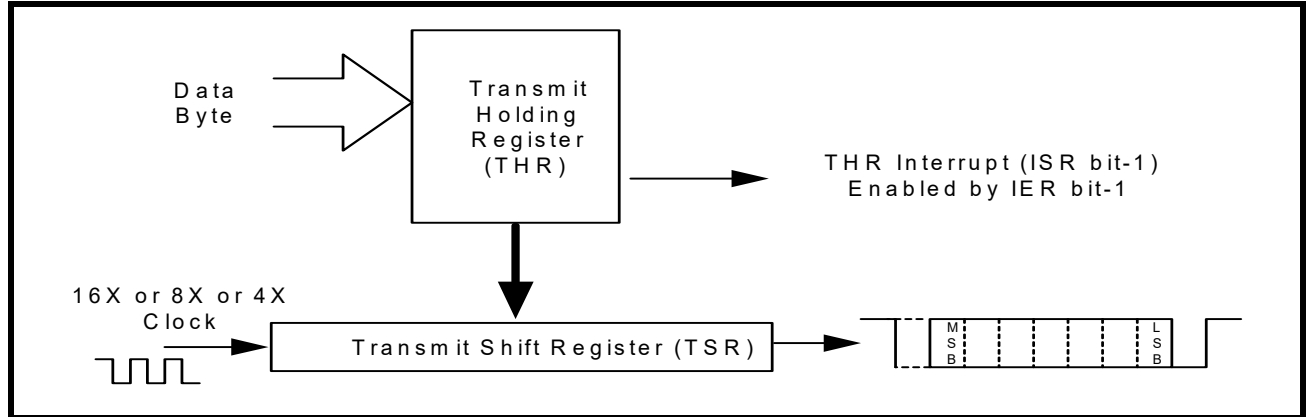 Data
Byte
Transmit
Holding
Register
(THR)
THR Interrupt (ISR bit-1)
Enabled by IER bit-1
16X or 8X or 4X
Clock
Transmit Shift Register (TSR)
M
S
B
L
S
B